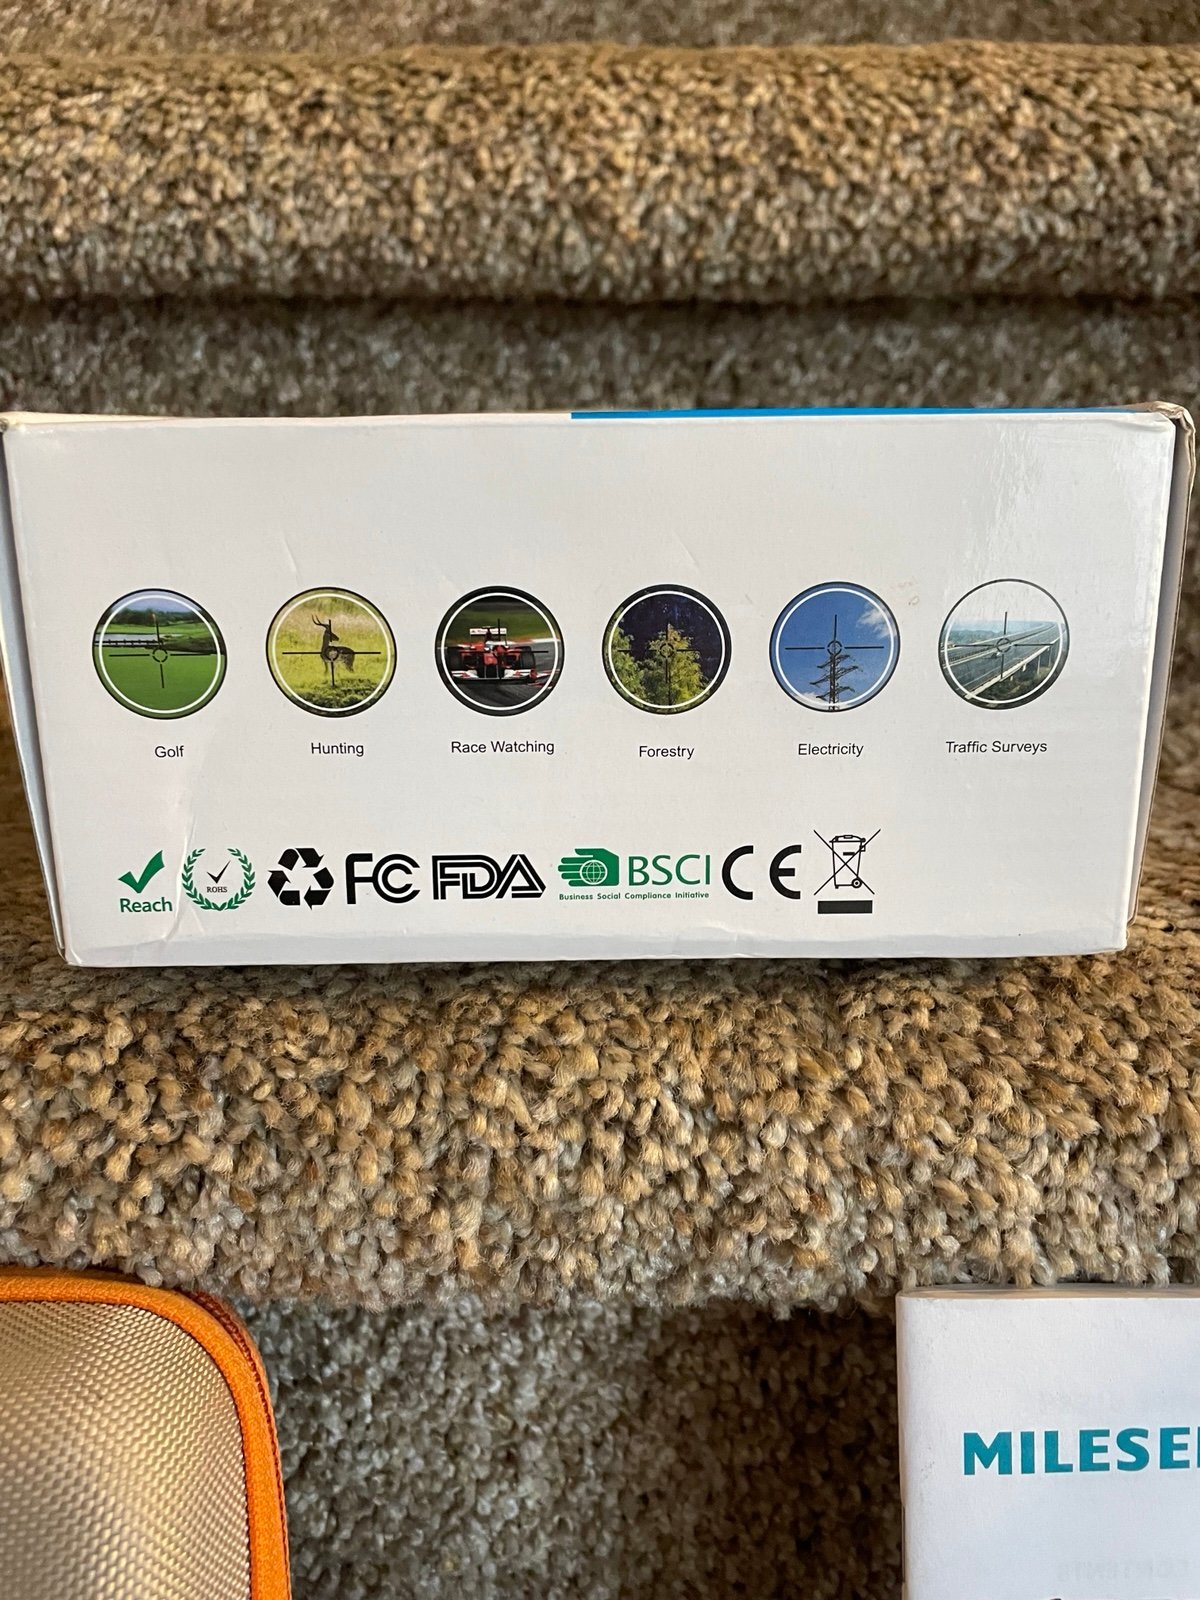 Golf Hunting Race Watching Forestry Electricity Traffic Surveys
Reach ROHS FC FDA BSCI CE
Business Social Compliance Initiative
MILESE